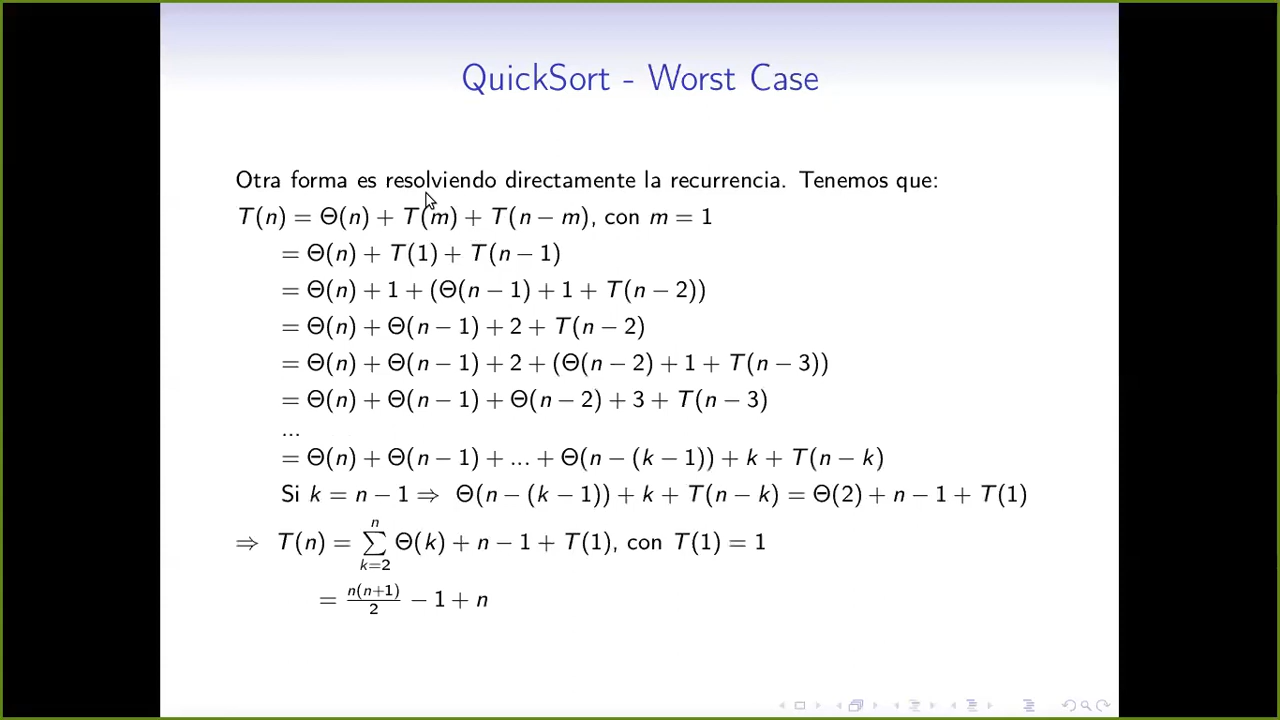 QuickSort - Worst Case
Otra forma es resolviendo directamente la recurrencia. Tenemos que:
T(n) = Θ(n) + T(m) + T(n − m), con m = 1
= Θ(n) + T(1) + T(n − 1)
= Θ(n) + 1 + (Θ(n − 1) + 1 + T(n − 2))
= Θ(n) + Θ(n − 1) + 2 + T(n − 2)
= Θ(n) + Θ(n − 1) + 2 + (Θ(n − 2) + 1 + T(n − 3))
= Θ(n) + Θ(n − 1) + Θ(n − 2) + 3 + T(n − 3)
...
= Θ(n) + Θ(n − 1) + ... + Θ(n − (k − 1)) + k + T(n − k)
Si k = n − 1 ⇒ Θ(n − (k − 1)) + k + T(n − k) = Θ(2) + n − 1 + T(1)
⇒ T(n) = ∑_{k=2}^{n} Θ(k) + n − 1 + T(1), con T(1) = 1
= n(n+1)/2 − 1 + n